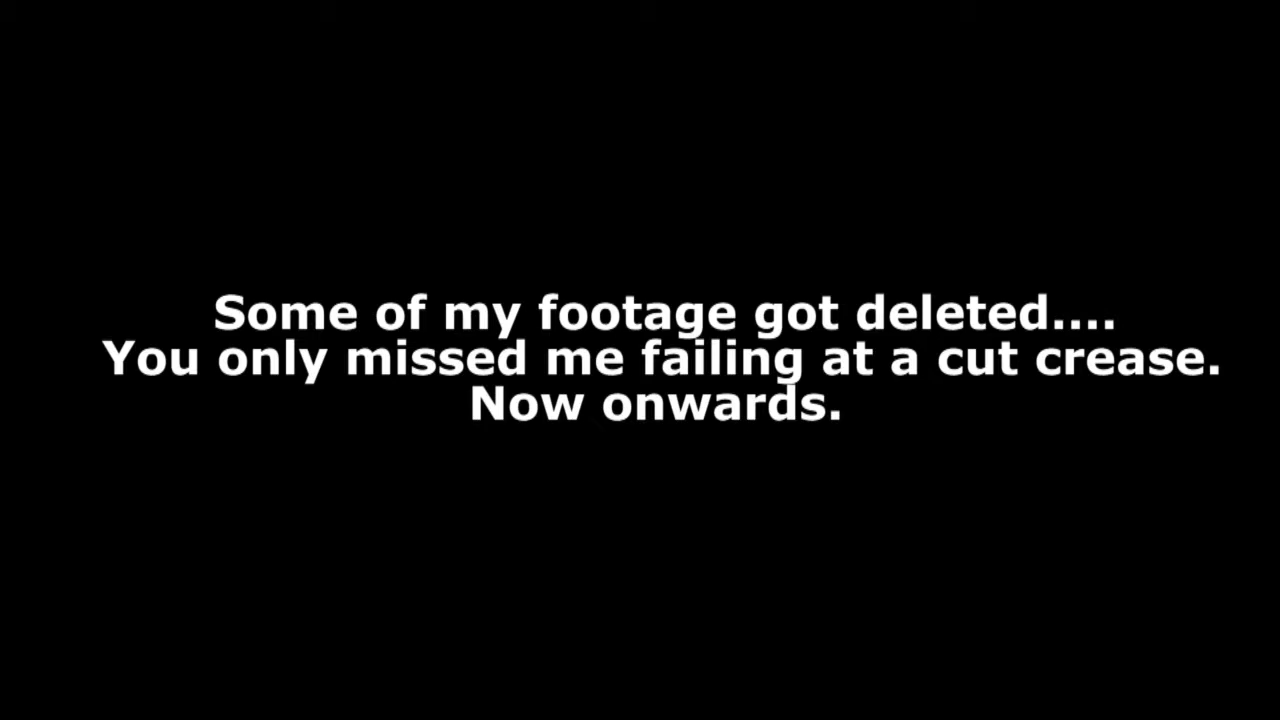 Some of my footage got deleted....
You only missed me failing at a cut crease.
Now onwards.